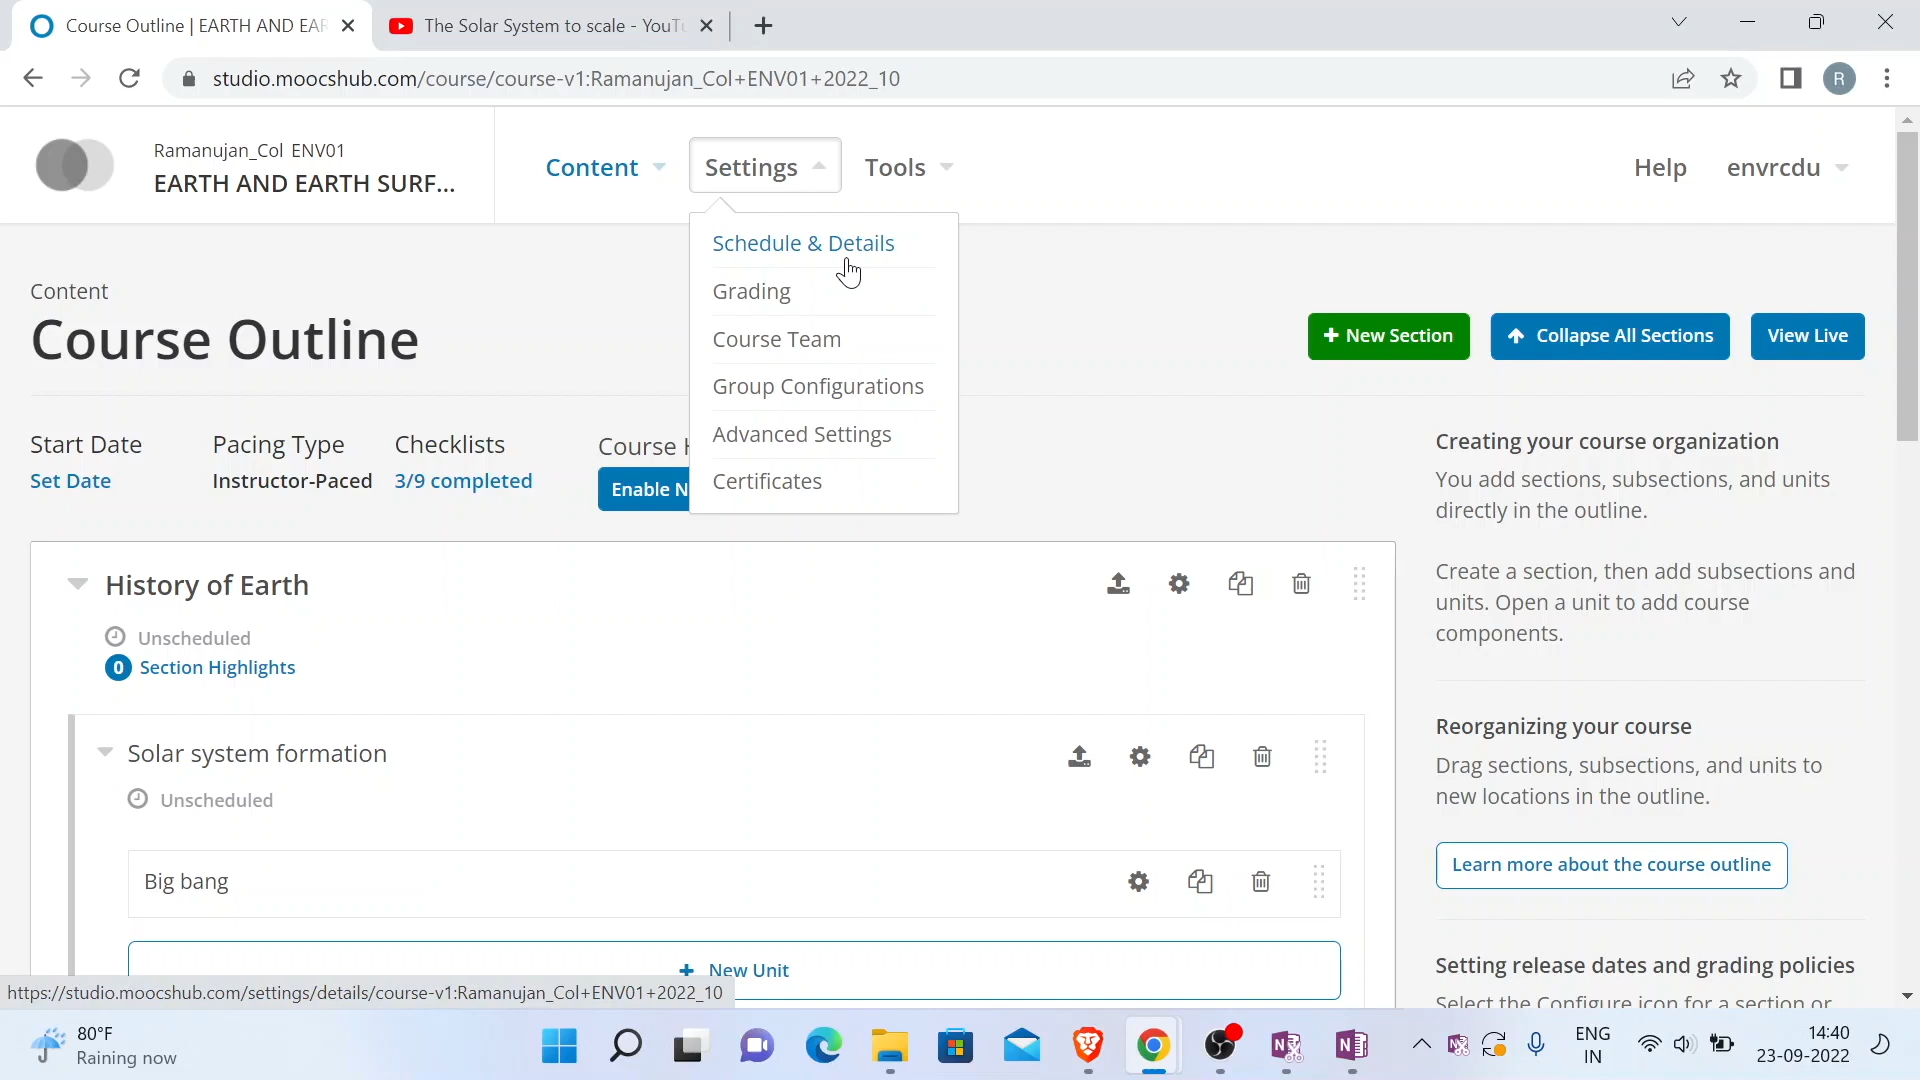 Course Outline | EARTH AND EAR
The Solar System to scale - YouTu
studio.moocshub.com/course/course-v1:Ramanujan_Col+ENV01+2022_10
R
Ramanujan_Col ENV01
EARTH AND EARTH SURF...
Content
Settings
Tools
Help
envrcdu
Schedule & Details
Grading
Course Team
Group Configurations
Advanced Settings
Certificates
Content
Course Outline
+ New Section
Collapse All Sections
View Live
Start Date
Set Date
Pacing Type
Instructor-Paced
Checklists
3/9 completed
Course H
Enable N
History of Earth
Unscheduled
0 Section Highlights
Solar system formation
Unscheduled
Big bang
+ New Unit
Creating your course organization
You add sections, subsections, and units
directly in the outline.
Create a section, then add subsections and
units. Open a unit to add course
components.
Reorganizing your course
Drag sections, subsections, and units to
new locations in the outline.
Learn more about the course outline
Setting release dates and grading policies
Select the Configure icon for a section or
https://studio.moocshub.com/settings/details/course-v1:Ramanujan_Col+ENV01+2022_10
80°F
Raining now
ENG
IN
14:40
23-09-2022